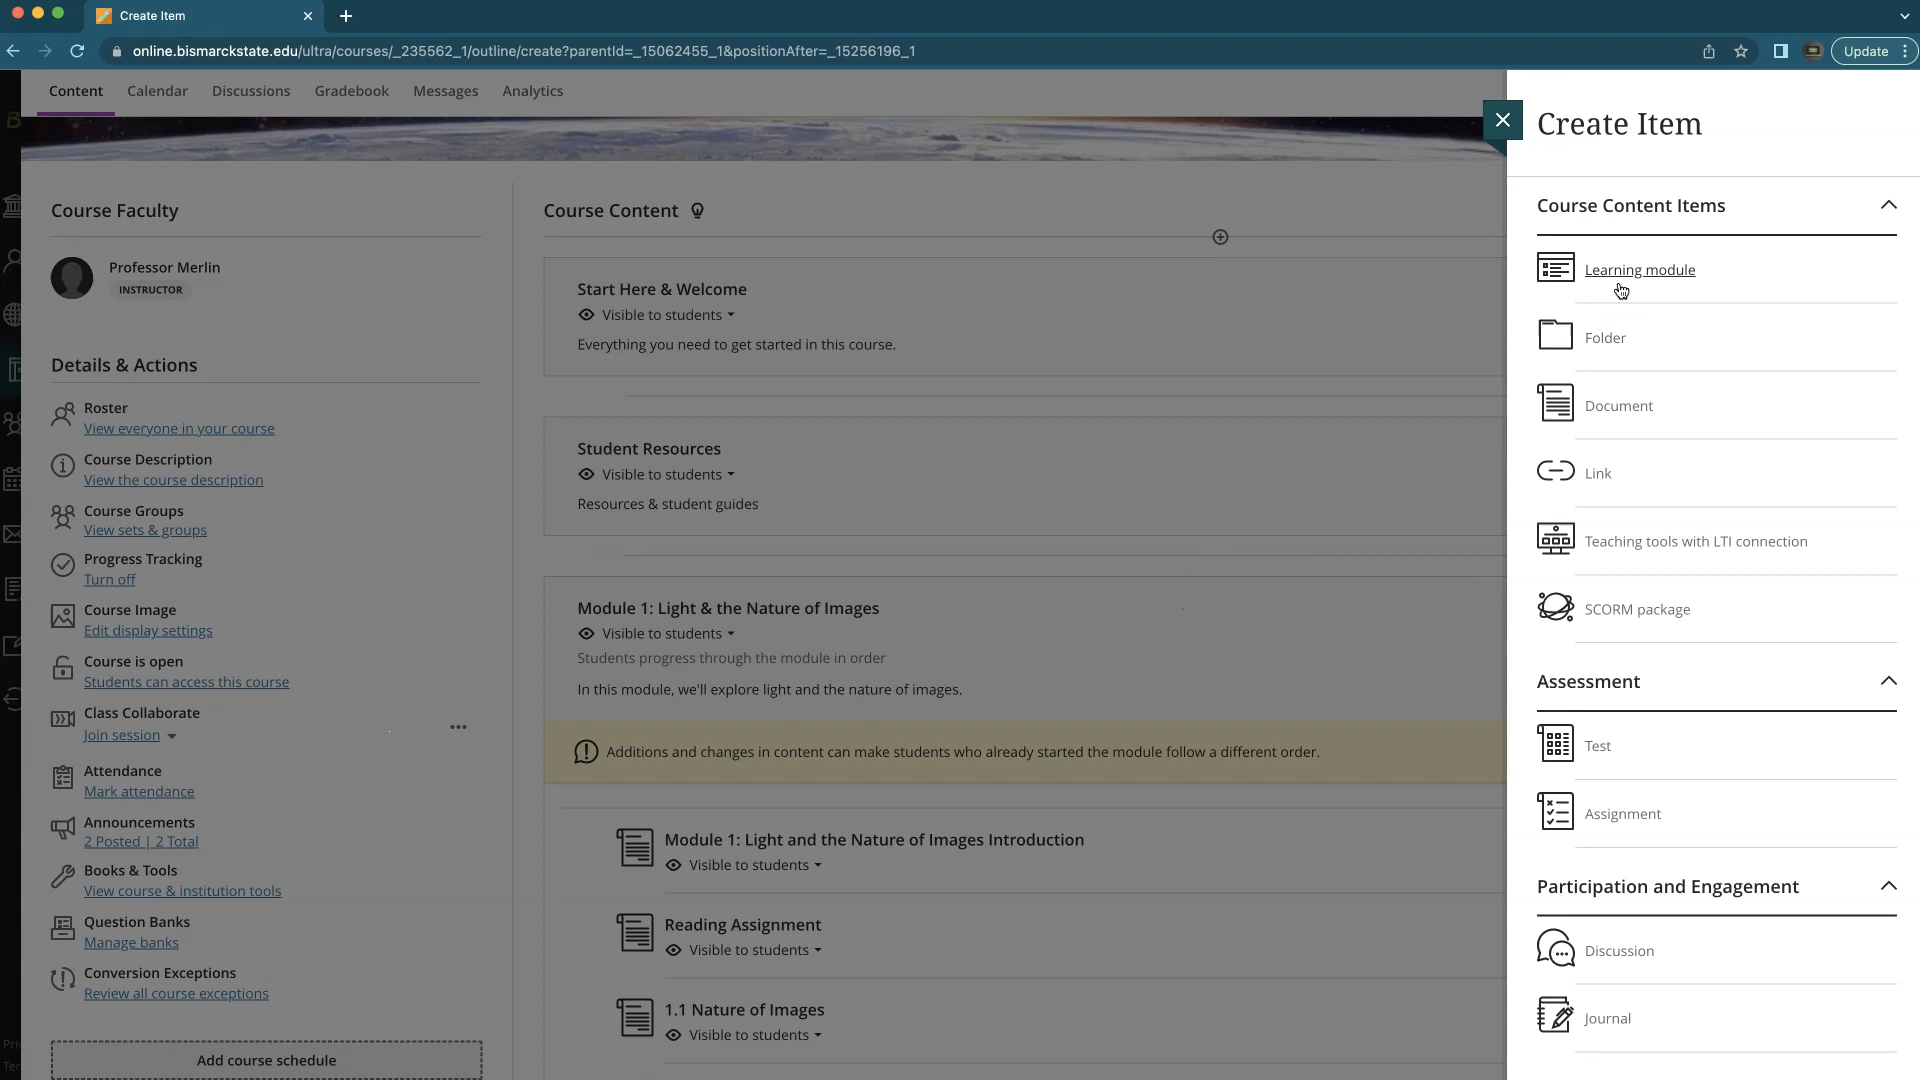 Create Item
online.bismarckstate.edu/ultra/courses/_235562_1/outline/create?parentId=_15062455_1&positionAfter=_15256196_1
Update
Content
Calendar
Discussions
Gradebook
Messages
Analytics
Course Faculty
Professor Merlin
INSTRUCTOR
Details & Actions
Roster
View everyone in your course
Course Description
View the course description
Course Groups
View sets & groups
Progress Tracking
Turn off
Course Image
Edit display settings
Course is open
Students can access this course
Class Collaborate
Join session
Attendance
Mark attendance
Announcements
2 Posted | 2 Total
Books & Tools
View course & institution tools
Question Banks
Manage banks
Conversion Exceptions
Review all course exceptions
Add course schedule
Course Content
Start Here & Welcome
Visible to students
Everything you need to get started in this course.
Student Resources
Visible to students
Resources & student guides
Module 1: Light & the Nature of Images
Visible to students
Students progress through the module in order
In this module, we'll explore light and the nature of images.
Additions and changes in content can make students who already started the module follow a different order.
Module 1: Light and the Nature of Images Introduction
Visible to students
Reading Assignment
Visible to students
1.1 Nature of Images
Visible to students
Create Item
Course Content Items
Learning module
Folder
Document
Link
Teaching tools with LTI connection
SCORM package
Assessment
Test
Assignment
Participation and Engagement
Discussion
Journal